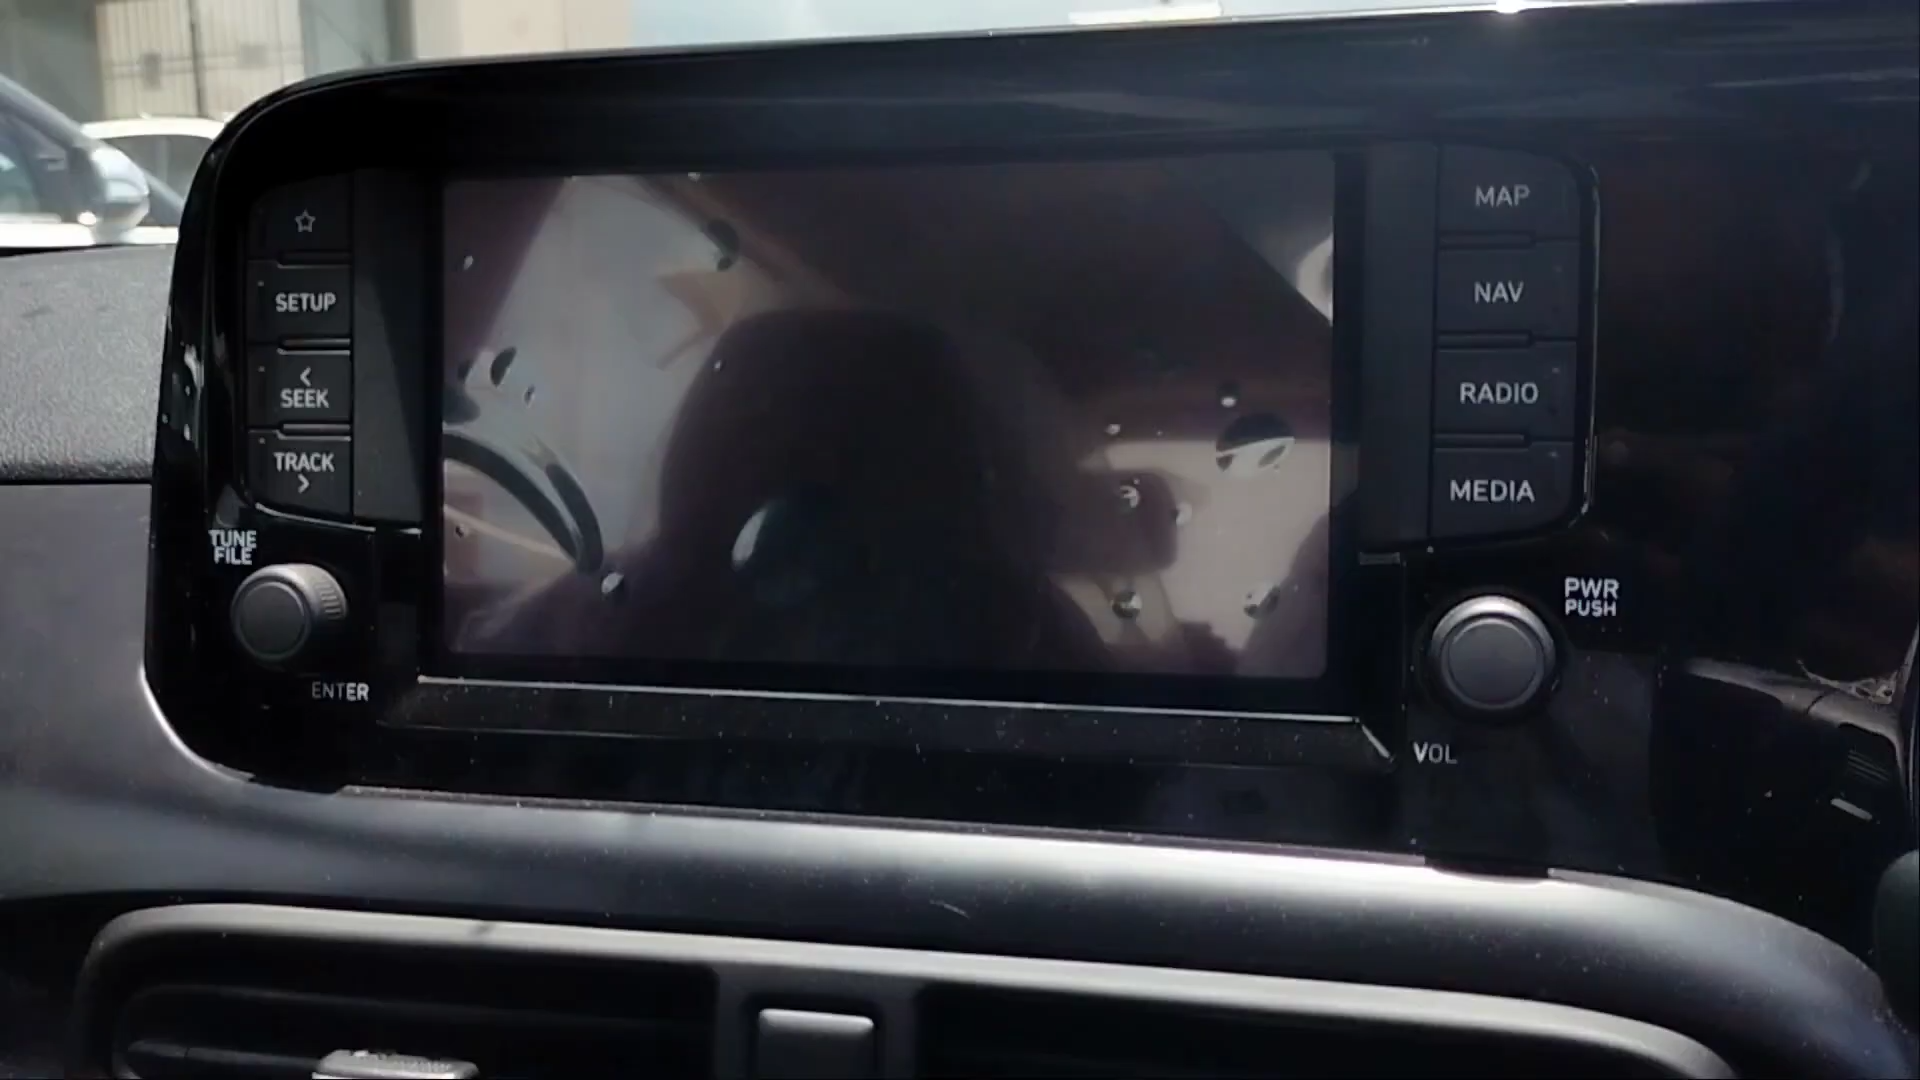 ☆
SETUP
<
SEEK
TRACK
>
TUNE
FILE
ENTER
MAP
NAV
RADIO
MEDIA
PWR
PUSH
VOL